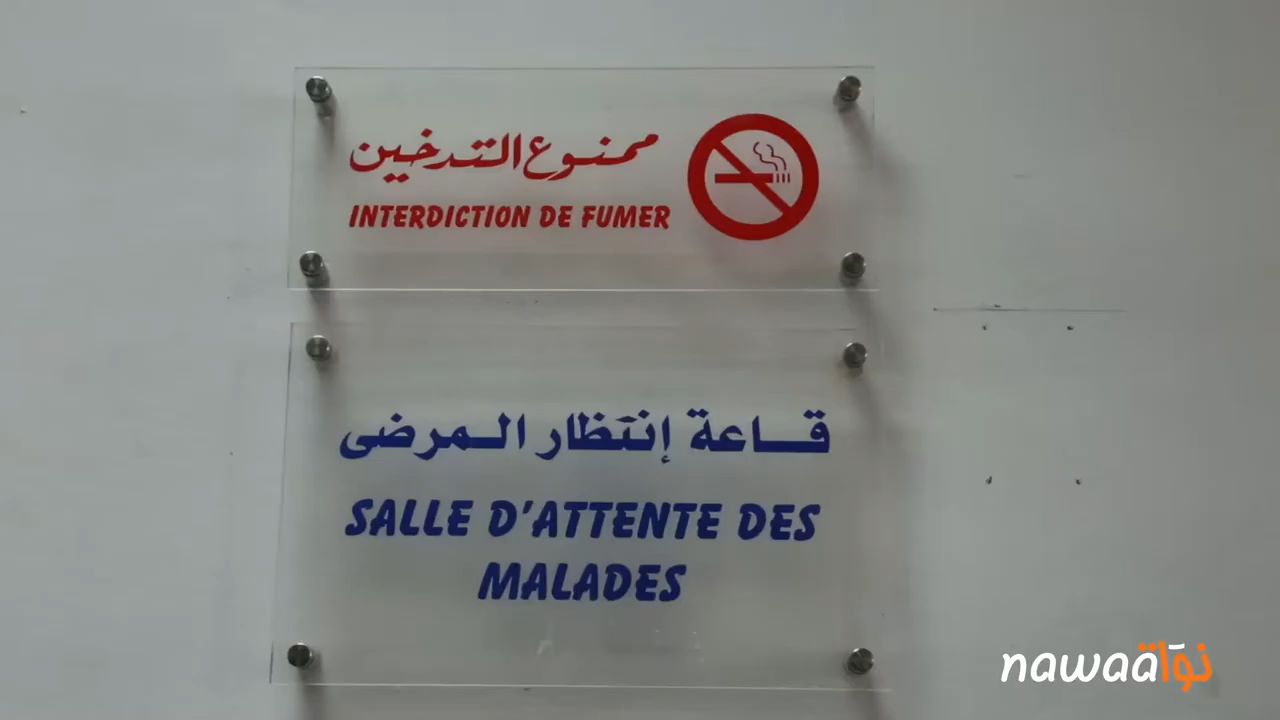 ممنوع التدخين
INTERDICTION DE FUMER
قاعة إنتظار المرضى
SALLE D'ATTENTE DES
MALADES
nawaat نواة